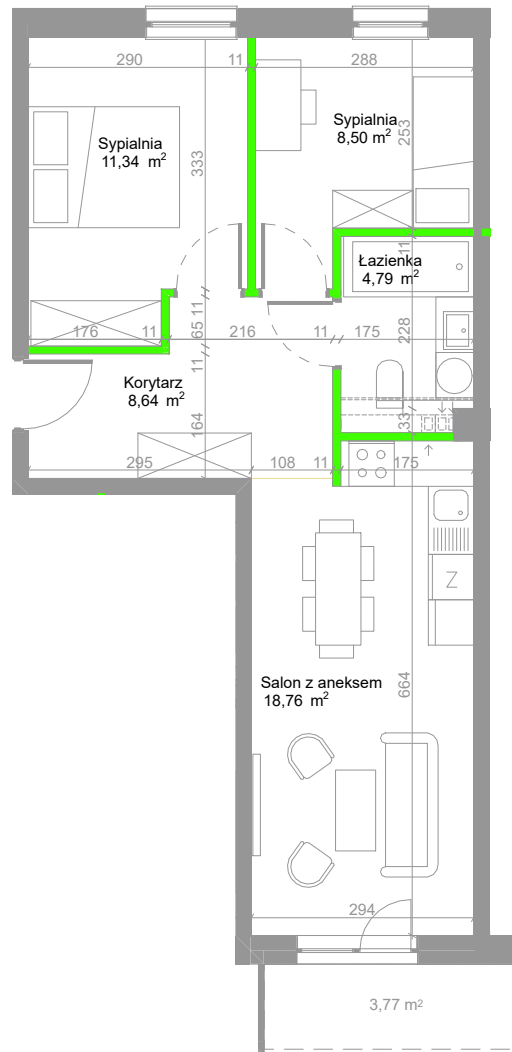 290 11 288
Sypialnia
11,34 m²
Sypialnia
8,50 m²
253
333
11
Łazienka
4,79 m²
176 11 65 11 216 11 175
228
11
Korytarz
8,64 m²
164
33
295 108 11 175
Z
Salon z aneksem
18,76 m²
664
294
3,77 m²